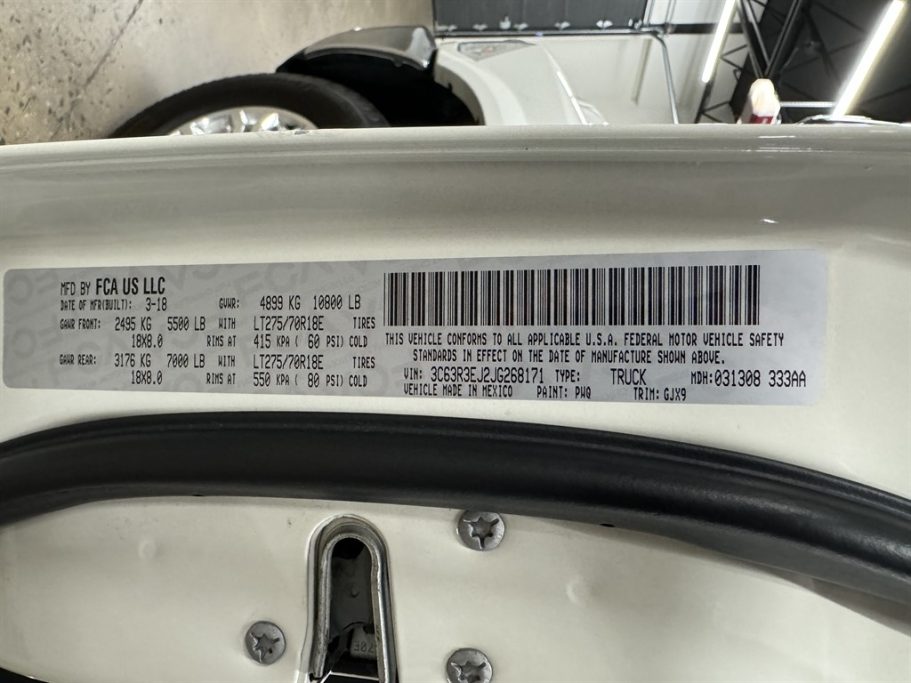 MFD BY FCA US LLC
DATE OF MFR(BUILT): 3-18 GVWR: 4899 KG 10800 LB
GAWR FRONT: 2495 KG 5500 LB WITH LT275/70R18E TIRES
18X8.0 RIMS AT 415 KPA ( 60 PSI) COLD
GAWR REAR: 3176 KG 7000 LB WITH LT275/70R18E TIRES
18X8.0 RIMS AT 550 KPA ( 80 PSI) COLD
THIS VEHICLE CONFORMS TO ALL APPLICABLE U.S.A. FEDERAL MOTOR VEHICLE SAFETY
STANDARDS IN EFFECT ON THE DATE OF MANUFACTURE SHOWN ABOVE.
VIN: 3C63R3EJ2JG268171 TYPE: TRUCK MDH: 031308 333AA
VEHICLE MADE IN MEXICO PAINT: PWQ TRIM: GJX9